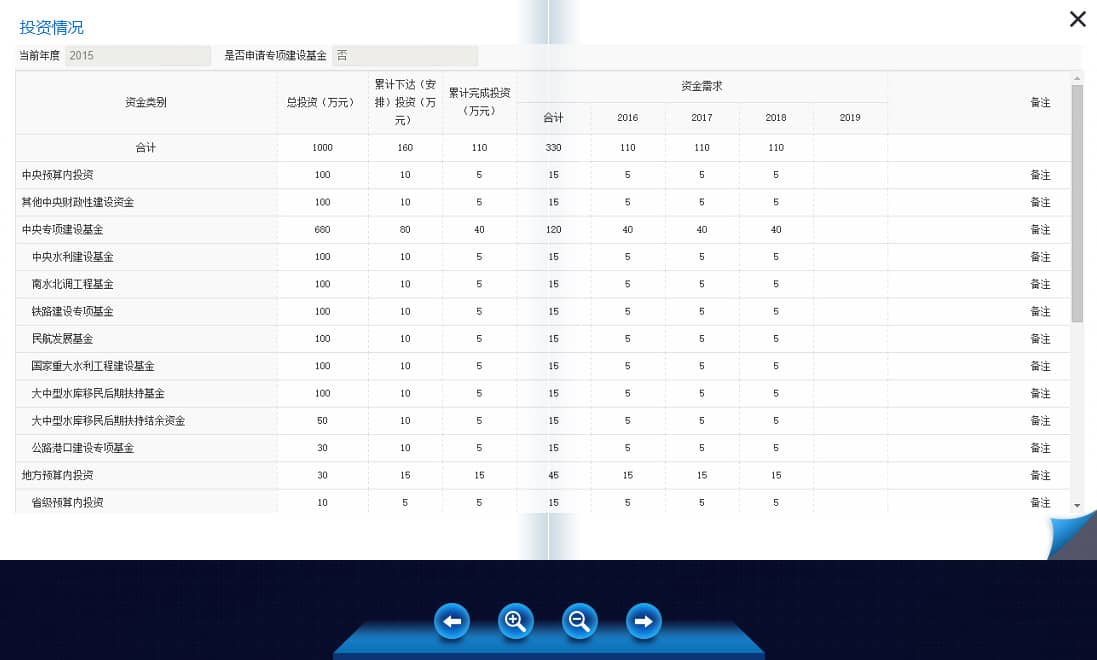 投资情况
当前年度 2015 是否申请专项建设基金 否
资金类别 总投资（万元） 累计下达（安排）投资（万元） 累计完成投资（万元） 资金需求 备注
合计 2016 2017 2018 2019
合计 1000 160 110 330 110 110 110
中央预算内投资 100 10 5 15 5 5 5 备注
其他中央财政性建设资金 100 10 5 15 5 5 5 备注
中央专项建设基金 680 80 40 120 40 40 40 备注
中央水利建设基金 100 10 5 15 5 5 5 备注
南水北调工程基金 100 10 5 15 5 5 5 备注
铁路建设专项基金 100 10 5 15 5 5 5 备注
民航发展基金 100 10 5 15 5 5 5 备注
国家重大水利工程建设基金 100 10 5 15 5 5 5 备注
大中型水库移民后期扶持基金 100 10 5 15 5 5 5 备注
大中型水库移民后期扶持结余资金 50 10 5 15 5 5 5 备注
公路港口建设专项基金 30 10 5 15 5 5 5 备注
地方预算内投资 30 15 15 45 15 15 15 备注
省级预算内投资 10 5 5 15 5 5 5 备注